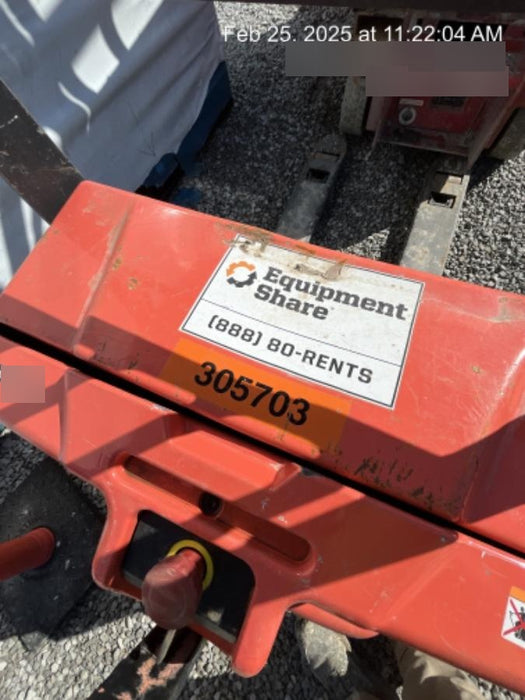 Feb 25, 2025 at 11:22:04 AM
Equipment
Share
(888) 80-RENTS
305703